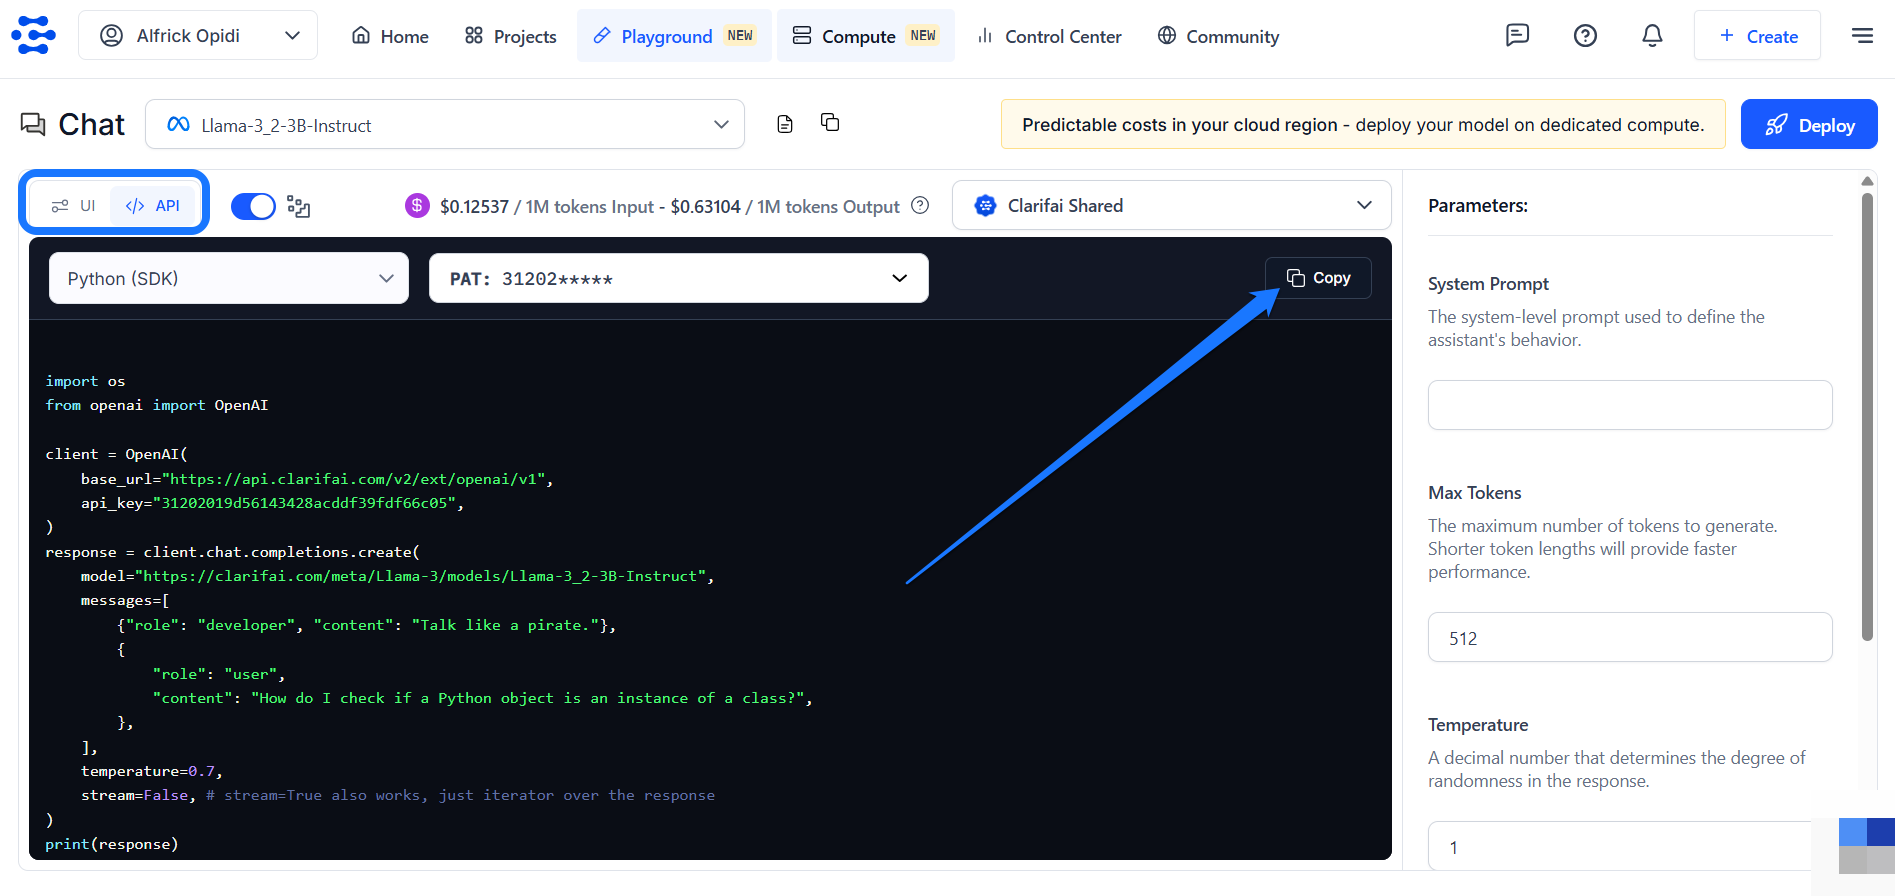 Alfrick Opidi
Home
Projects
Playground NEW
Compute NEW
Control Center
Community
+ Create
Chat
Llama-3_2-3B-Instruct
Predictable costs in your cloud region - deploy your model on dedicated compute.
Deploy
UI
</> API
$ $0.12537 / 1M tokens Input - $0.63104 / 1M tokens Output ?
Clarifai Shared
Python (SDK)
PAT: 31202*****
Copy
import os
from openai import OpenAI
client = OpenAI(
base_url="https://api.clarifai.com/v2/ext/openai/v1",
api_key="31202019d56143428acddf39fdf66c05",
)
response = client.chat.completions.create(
model="https://clarifai.com/meta/Llama-3/models/Llama-3_2-3B-Instruct",
messages=[
{"role": "developer", "content": "Talk like a pirate."},
{
"role": "user",
"content": "How do I check if a Python object is an instance of a class?",
},
],
temperature=0.7,
stream=False, # stream=True also works, just iterator over the response
)
print(response)
Parameters:
System Prompt
The system-level prompt used to define the
assistant's behavior.
Max Tokens
The maximum number of tokens to generate.
Shorter token lengths will provide faster
performance.
512
Temperature
A decimal number that determines the degree of
randomness in the response.
1